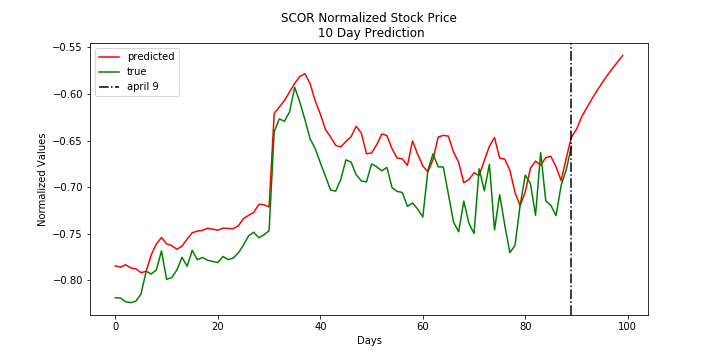 SCOR Normalized Stock Price
10 Day Prediction
predicted
true
april 9
Normalized Values
−0.55
−0.60
−0.65
−0.70
−0.75
−0.80
0
20
40
60
80
100
Days